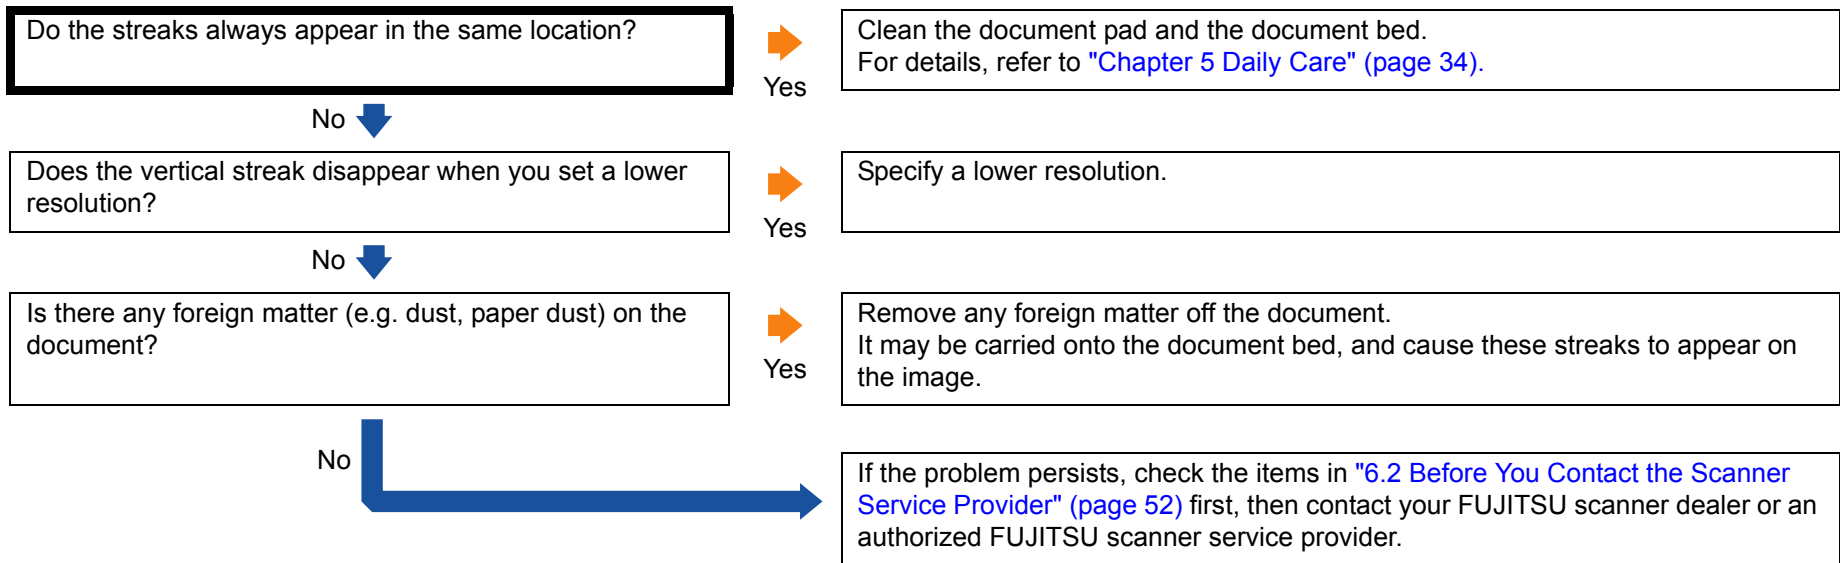 Do the streaks always appear in the same location?
Yes
Clean the document pad and the document bed.
For details, refer to "Chapter 5 Daily Care" (page 34).
No
Does the vertical streak disappear when you set a lower
resolution?
Yes
Specify a lower resolution.
No
Is there any foreign matter (e.g. dust, paper dust) on the
document?
Yes
Remove any foreign matter off the document.
It may be carried onto the document bed, and cause these streaks to appear on
the image.
No
If the problem persists, check the items in "6.2 Before You Contact the Scanner
Service Provider" (page 52) first, then contact your FUJITSU scanner dealer or an
authorized FUJITSU scanner service provider.